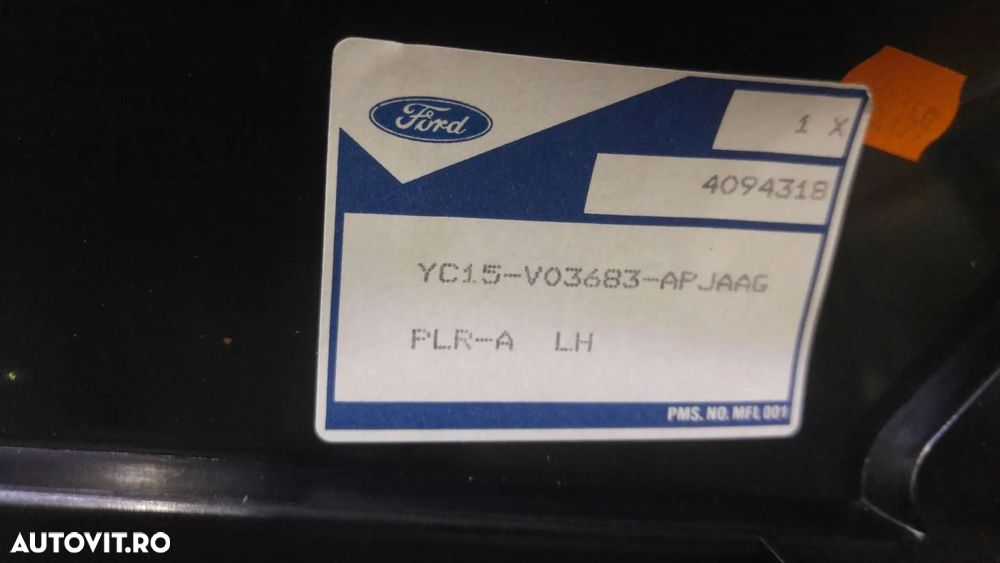 Ford
1 X
4094318
YC15-V03683-APJAAG
PLR-A LH
PMS. NO. MFL 001
AUTOVIT.RO